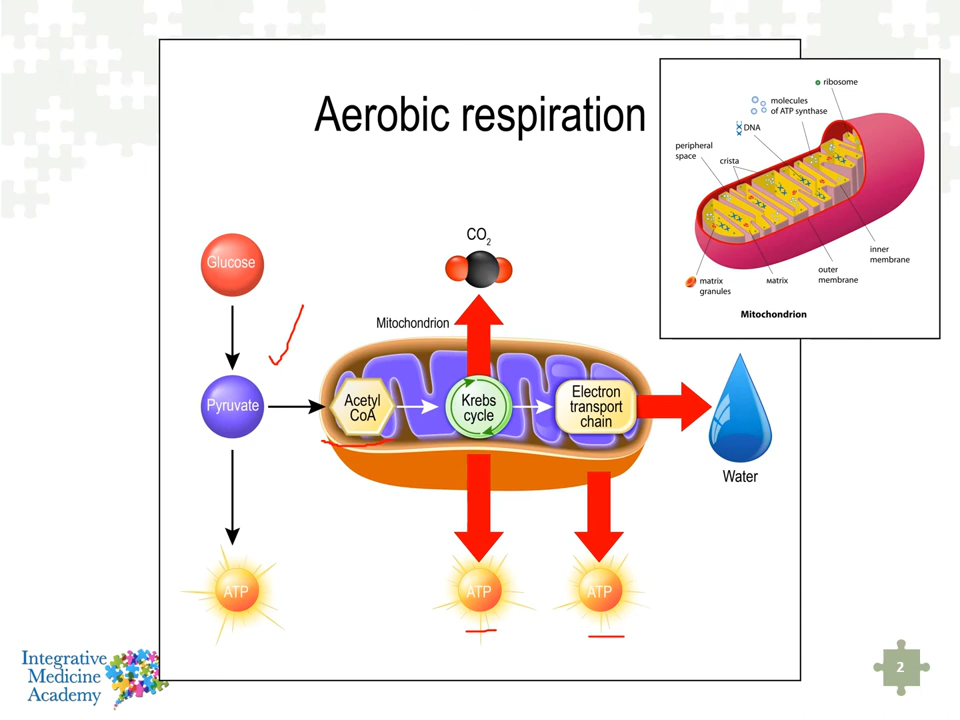 Aerobic respiration
ribosome
molecules
of ATP synthase
DNA
peripheral
space
crista
inner
membrane
outer
membrane
matrix
matrix
granules
Mitochondrion
CO2
Glucose
Mitochondrion
Pyruvate
Acetyl
CoA
Krebs
cycle
Electron
transport
chain
Water
ATP
ATP
ATP
Integrative
Medicine
Academy
2